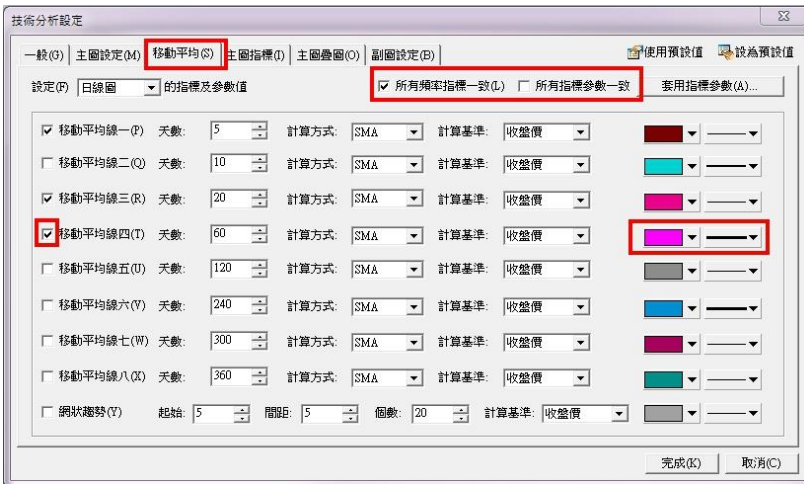 技術分析設定
一般(G) 主圖設定(M) 移動平均(S) 主圖指標(I) 主圖疊圖(O) 副圖設定(B) 使用預設值 設為預設值
設定(F) 日線圖 的指標及參數值 所有頻率指標一致(L) 所有指標參數一致 套用指標參數(A)...
移動平均線一(P) 天數: 5 計算方式: SMA 計算基準: 收盤價
移動平均線二(Q) 天數: 10 計算方式: SMA 計算基準: 收盤價
移動平均線三(R) 天數: 20 計算方式: SMA 計算基準: 收盤價
移動平均線四(T) 天數: 60 計算方式: SMA 計算基準: 收盤價
移動平均線五(U) 天數: 120 計算方式: SMA 計算基準: 收盤價
移動平均線六(V) 天數: 240 計算方式: SMA 計算基準: 收盤價
移動平均線七(W) 天數: 300 計算方式: SMA 計算基準: 收盤價
移動平均線八(X) 天數: 360 計算方式: SMA 計算基準: 收盤價
網狀趨勢(Y) 起始: 5 間距: 5 個數: 20 計算基準: 收盤價
完成(K) 取消(C)